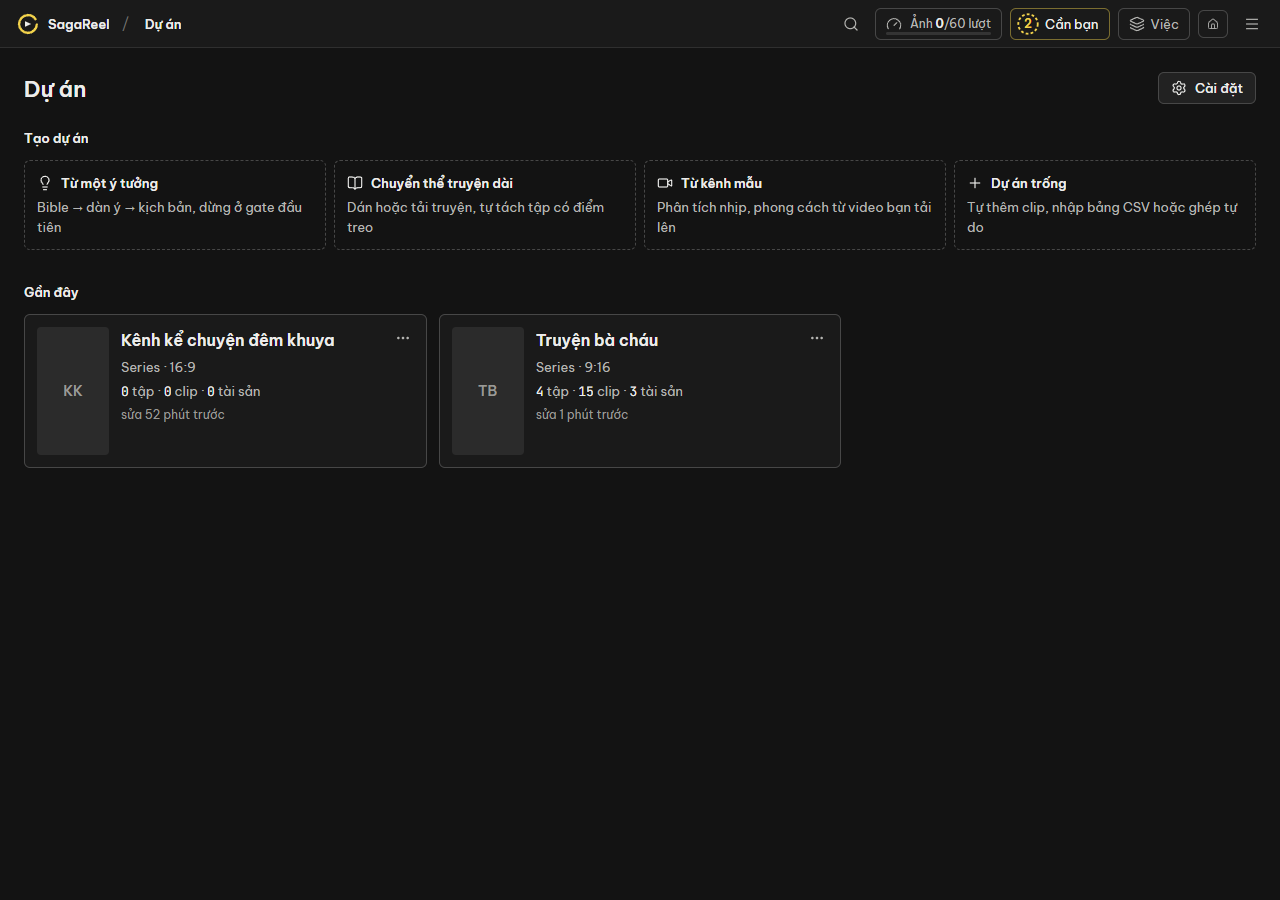 SagaReel / Dự án
Ảnh 0/60 lượt
2 Cần bạn
Việc
Dự án
Cài đặt
Tạo dự án
Từ một ý tưởng
Bible → dàn ý → kịch bản, dừng ở gate đầu
tiên
Chuyển thể truyện dài
Dán hoặc tải truyện, tự tách tập có điểm
treo
Từ kênh mẫu
Phân tích nhịp, phong cách từ video bạn tải
lên
Dự án trống
Tự thêm clip, nhập bảng CSV hoặc ghép tự
do
Gần đây
KK
Kênh kể chuyện đêm khuya
Series · 16:9
0 tập · 0 clip · 0 tài sản
sửa 52 phút trước
TB
Truyện bà cháu
Series · 9:16
4 tập · 15 clip · 3 tài sản
sửa 1 phút trước